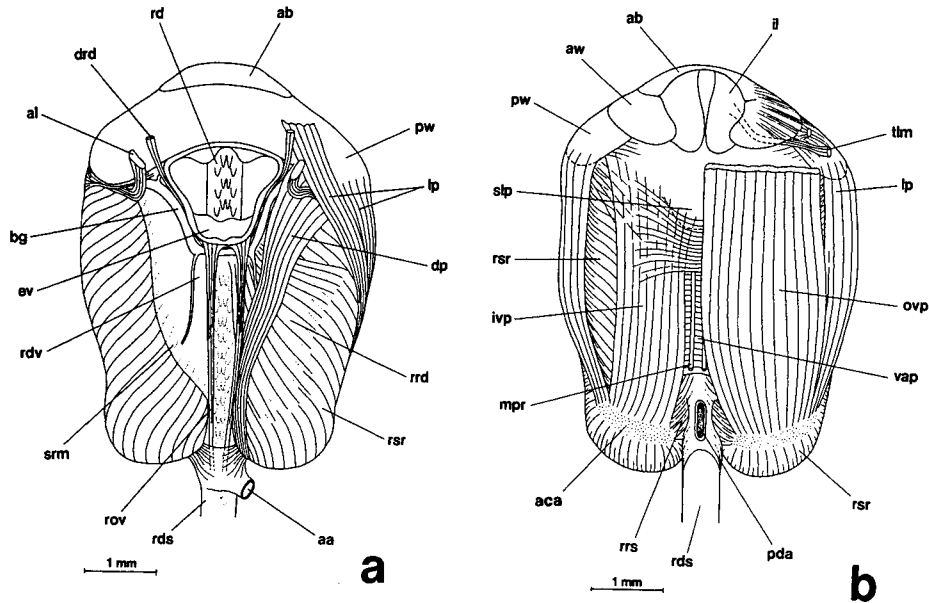 rd
ab
drd
al
pw
lp
bg
dp
ev
rdv
rrd
srm
rsr
rov
rds
aa
1 mm
a
ab
il
aw
pw
tlm
slp
lp
rsr
ivp
ovp
mpr
vap
aca
rsr
rrs
rds
pda
1 mm
b